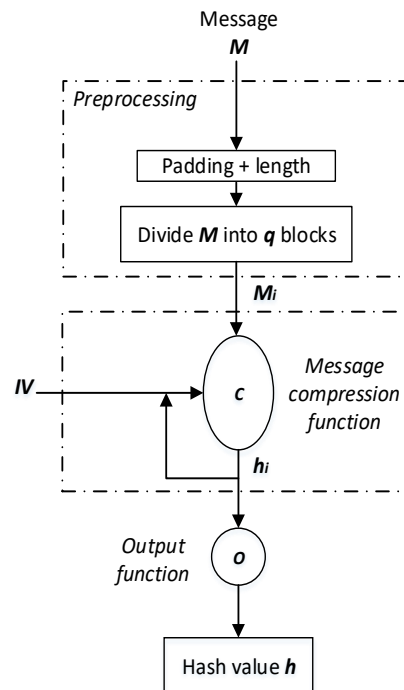 Message
M
Preprocessing
Padding + length
Divide M into q blocks
Mi
IV
C
Message
compression
function
hi
Output
function
O
Hash value h